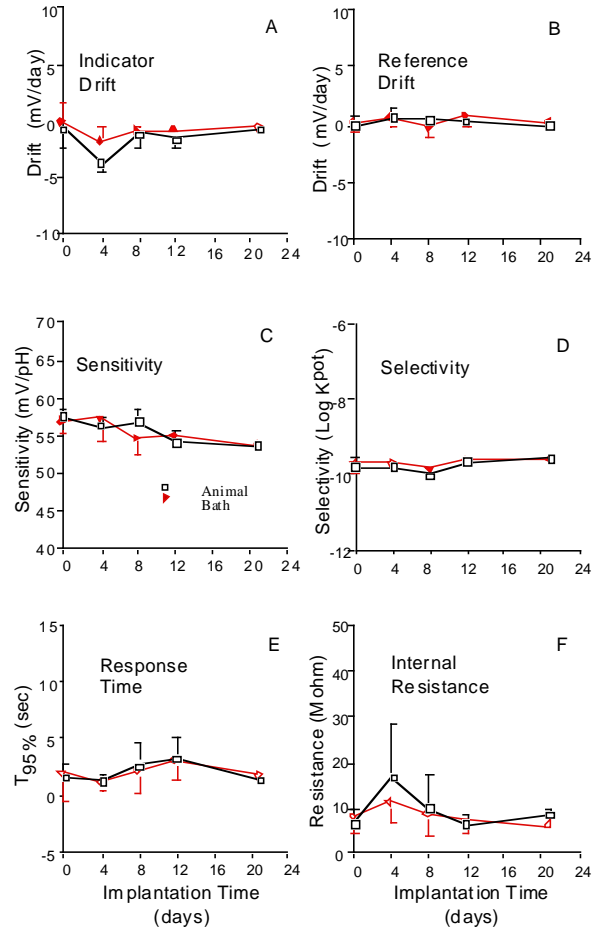 A
Indicator
Drift
Drift (mV/day)
10
5
0
-5
-10
0 4 8 12 16 20 24
B
Reference
Drift
Drift (mV/day)
10
5
0
-5
-10
0 4 8 12 16 20 24
C
Sensitivity
Sensitivity (mV/pH)
70
65
60
55
50
45
40
0 4 8 12 16 20 24
Animal
Bath
D
Selectivity
Selectivity (Log Kpot)
-6
-8
-10
-12
0 4 8 12 16 20 24
E
Response
Time
T95% (sec)
15
10
5
0
-5
0 4 8 12 16 20 24
Implantation Time
(days)
F
Internal
Resistance
Resistance (M ohm)
50
40
30
20
10
0
0 4 8 12 16 20 24
Implantation Time
(days)